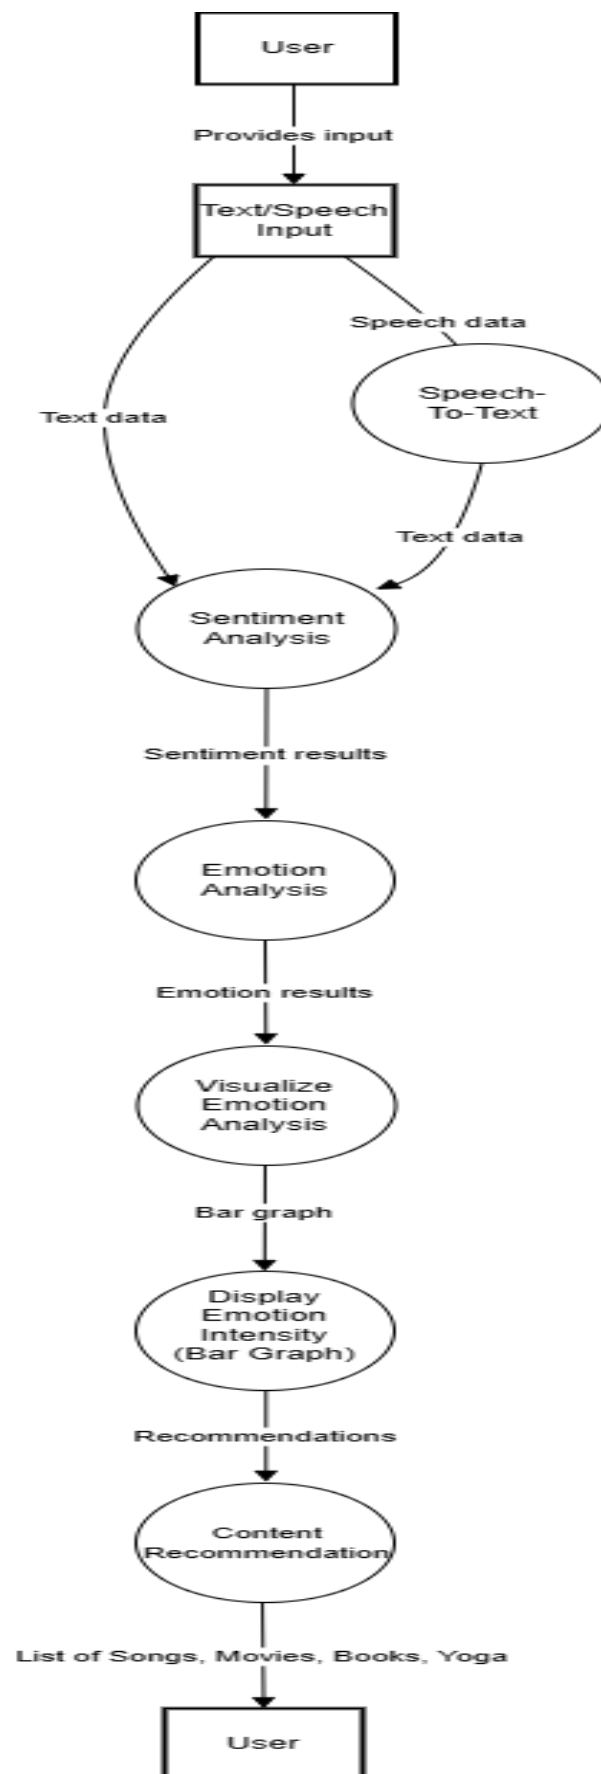 User
Provides input
Text/Speech
Input
Speech data
Speech-
To-Text
Text data
Text data
Sentiment
Analysis
Sentiment results
Emotion
Analysis
Emotion results
Visualize
Emotion
Analysis
Bar graph
Display
Emotion
Intensity
(Bar Graph)
Recommendations
Content
Recommendation
List of Songs, Movies, Books, Yoga
User